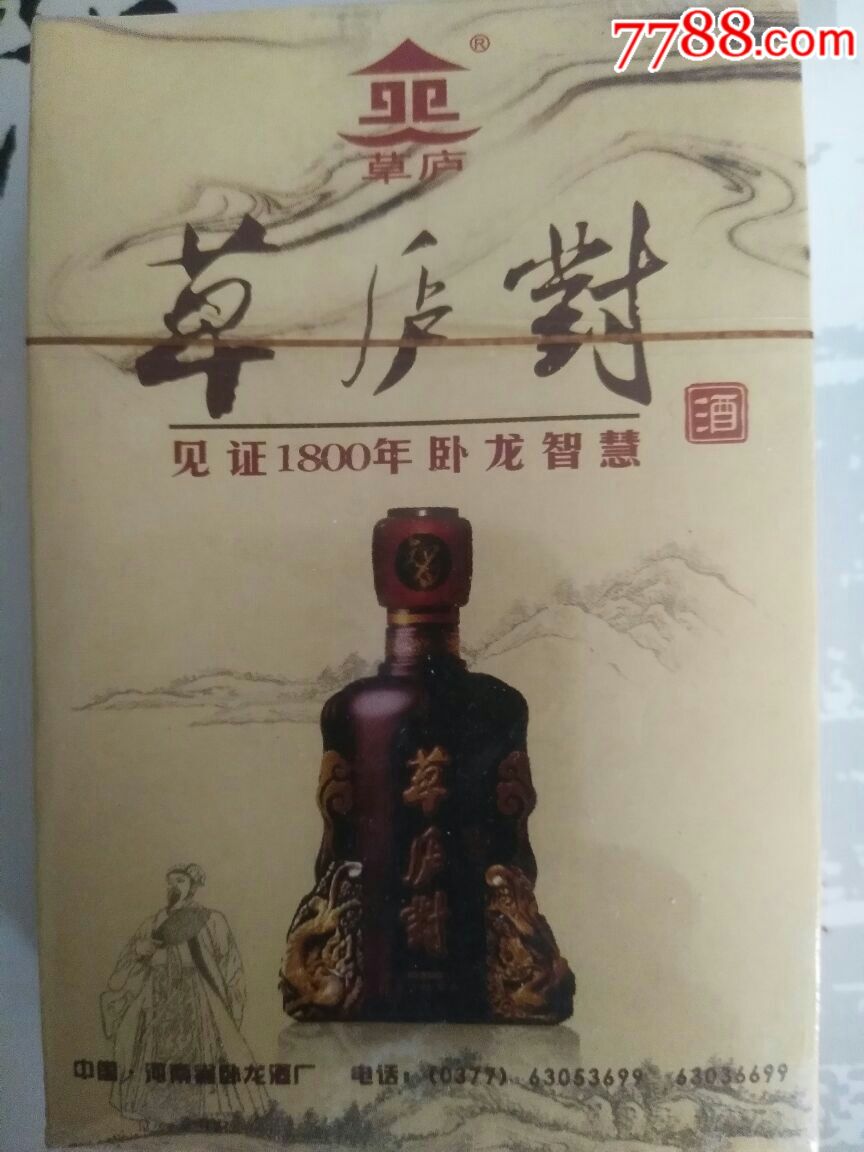 7788.com
®
草庐
草庐對
酒
见证1800年卧龙智慧
草庐對
中国·河南省卧龙酒厂 电话：(0377) 63053699 63036699